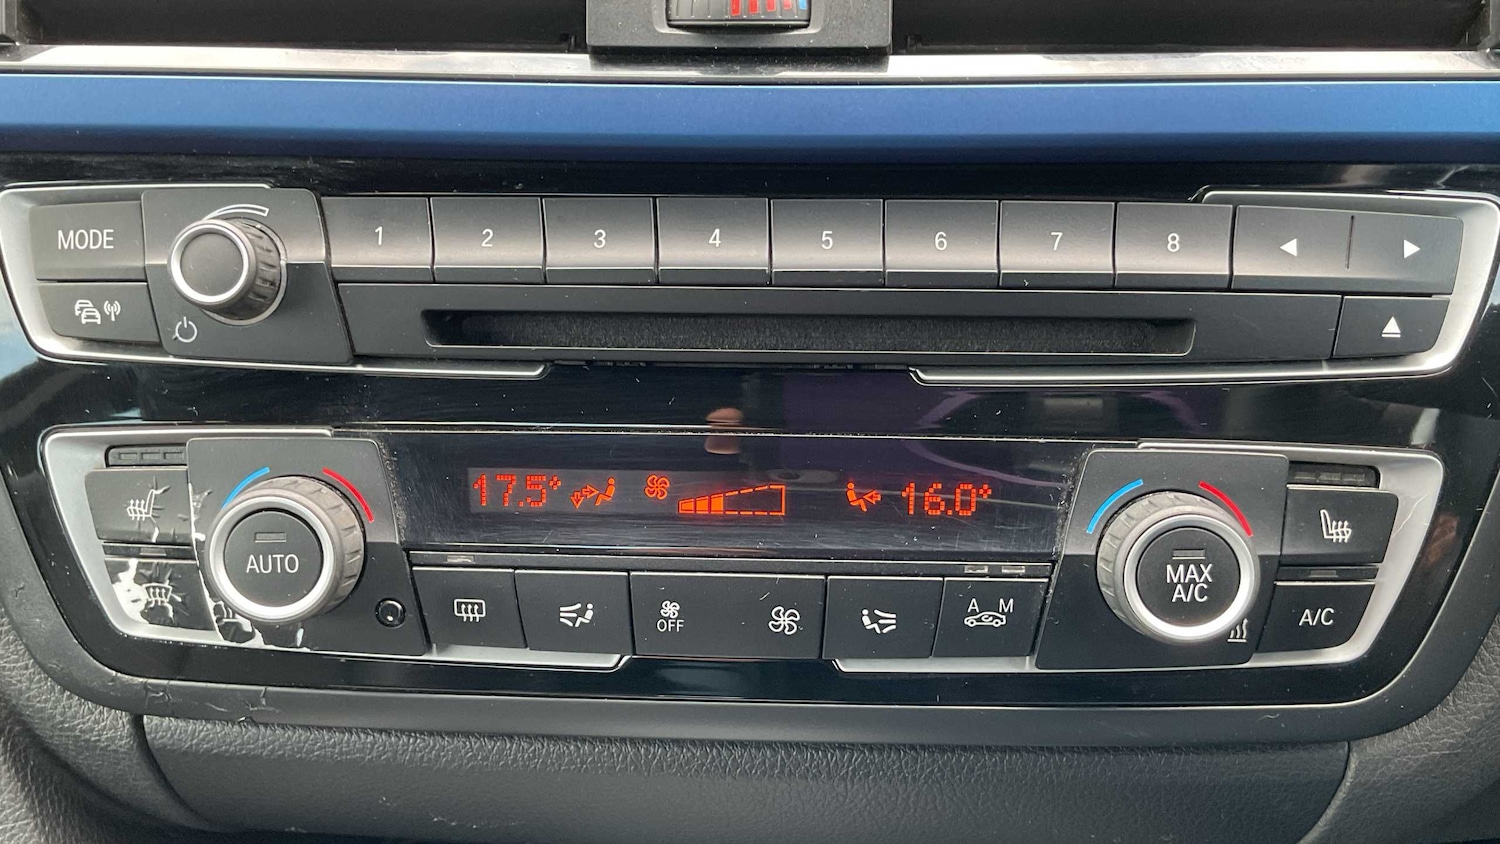 MODE
1 2 3 4 5 6 7 8
17.5°
16.0°
AUTO
MAX
A/C
OFF
A M
A/C